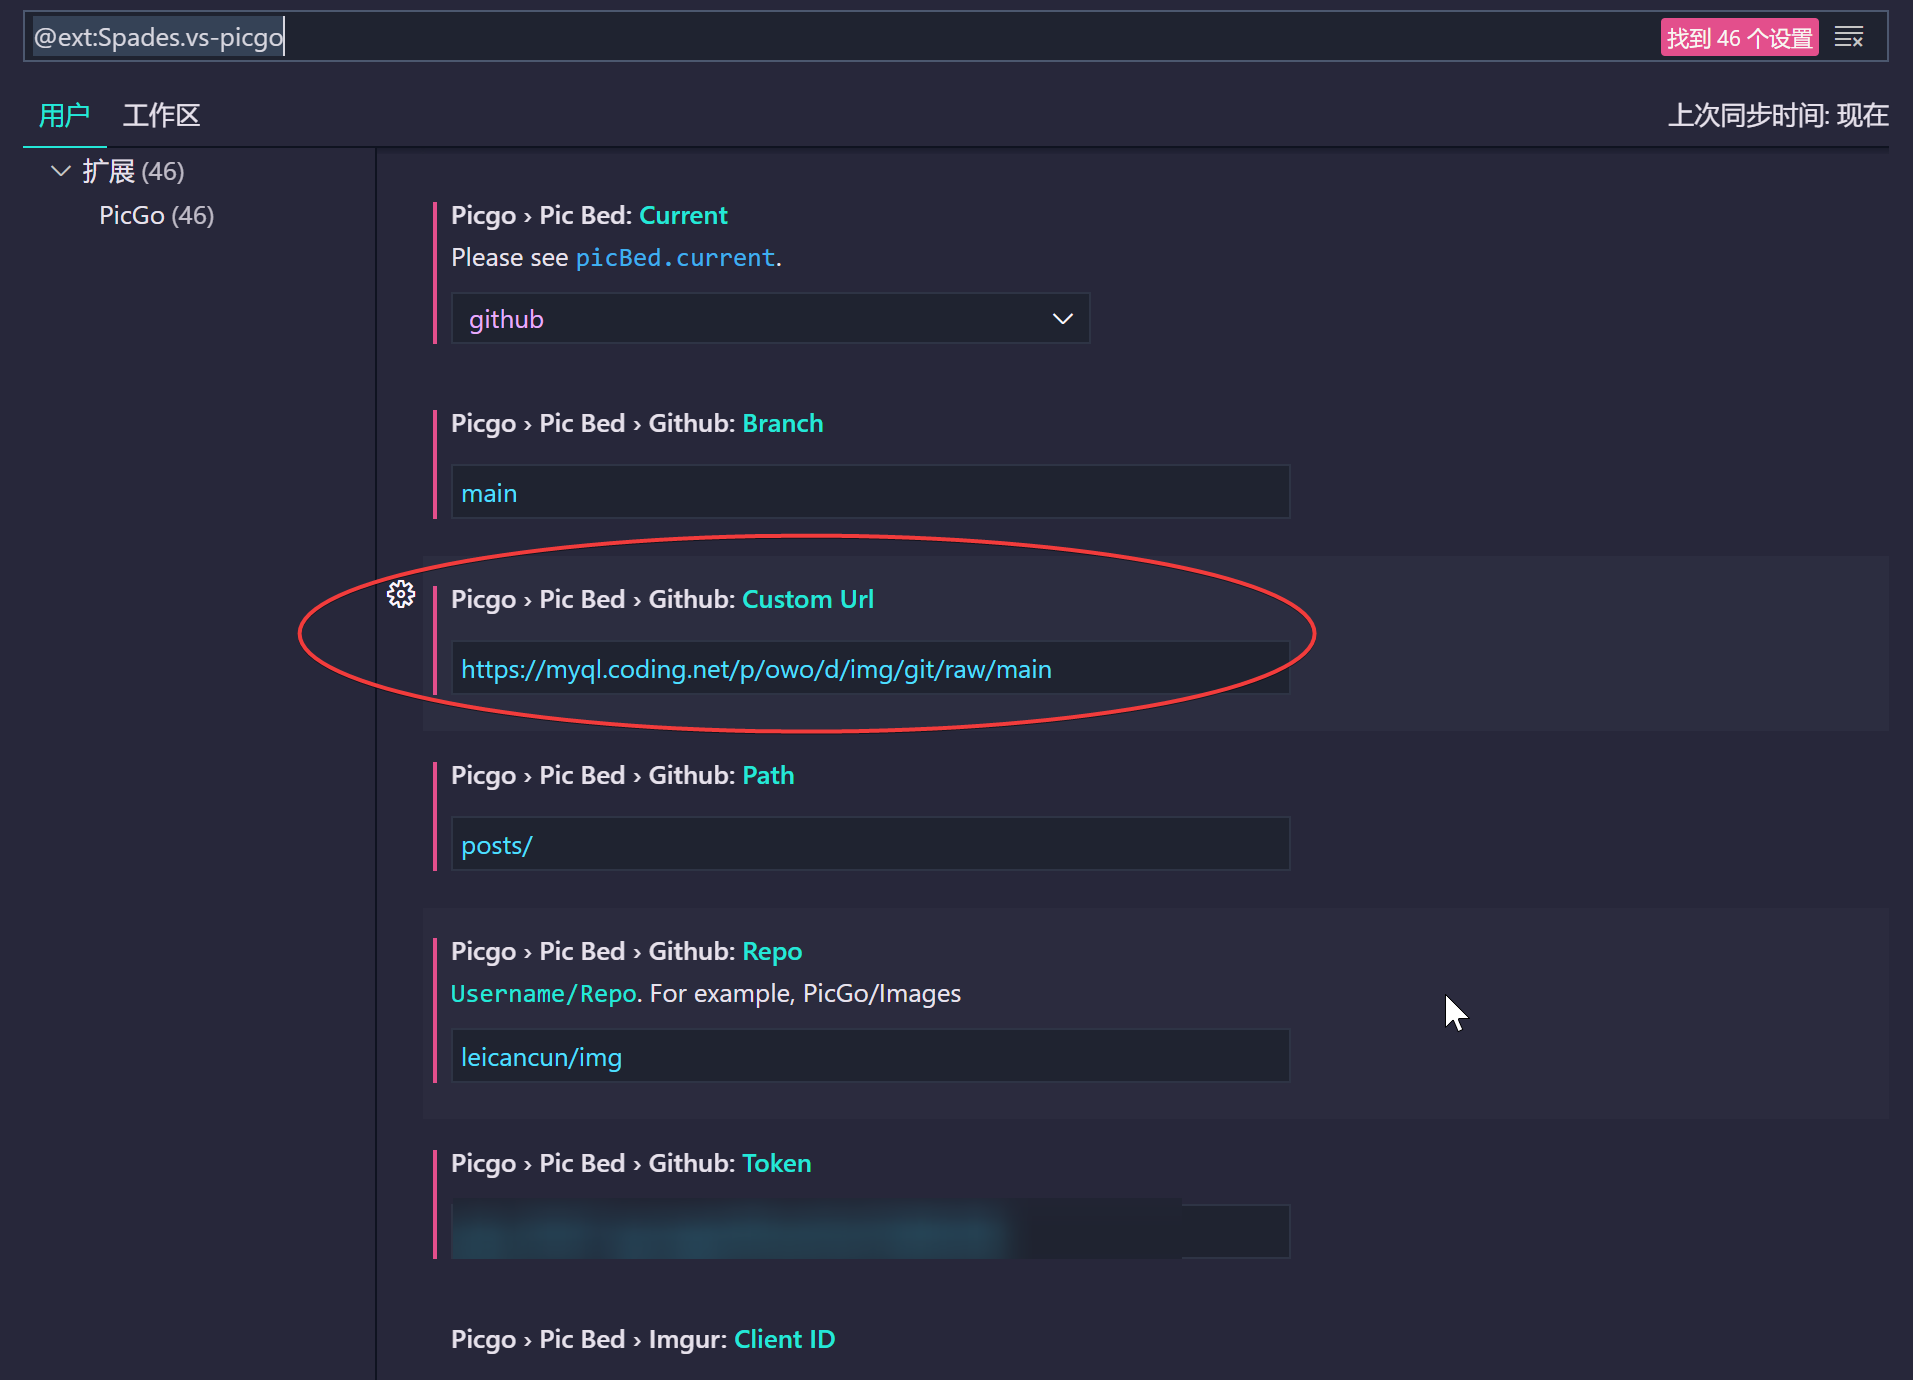 @ext:Spades.vs-picgo
找到 46 个设置
用户 工作区
上次同步时间: 现在
扩展 (46)
PicGo (46)
Picgo › Pic Bed: Current
Please see picBed.current.
github
Picgo › Pic Bed › Github: Branch
main
Picgo › Pic Bed › Github: Custom Url
https://myql.coding.net/p/owo/d/img/git/raw/main
Picgo › Pic Bed › Github: Path
posts/
Picgo › Pic Bed › Github: Repo
Username/Repo. For example, PicGo/Images
leicancun/img
Picgo › Pic Bed › Github: Token
Picgo › Pic Bed › Imgur: Client ID